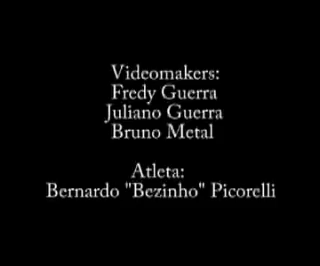 Videomakers:
Fredy Guerra
Juliano Guerra
Bruno Metal
Atleta:
Bernardo "Bezinho" Picorelli